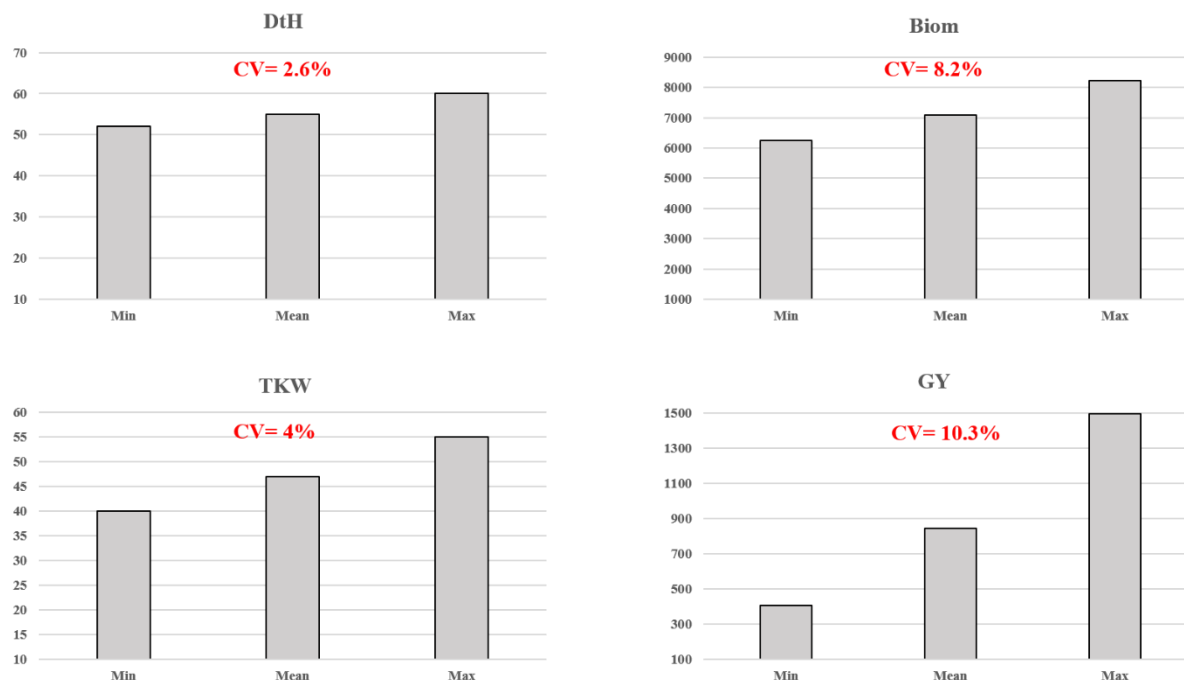 DtH
CV= 2.6%
70
60
50
40
30
20
10
Min Mean Max
Biom
CV= 8.2%
9000
8000
7000
6000
5000
4000
3000
2000
1000
Min Mean Max
TKW
CV= 4%
60
55
50
45
40
35
30
25
20
15
10
Min Mean Max
GY
CV= 10.3%
1500
1300
1100
900
700
500
300
100
Min Mean Max